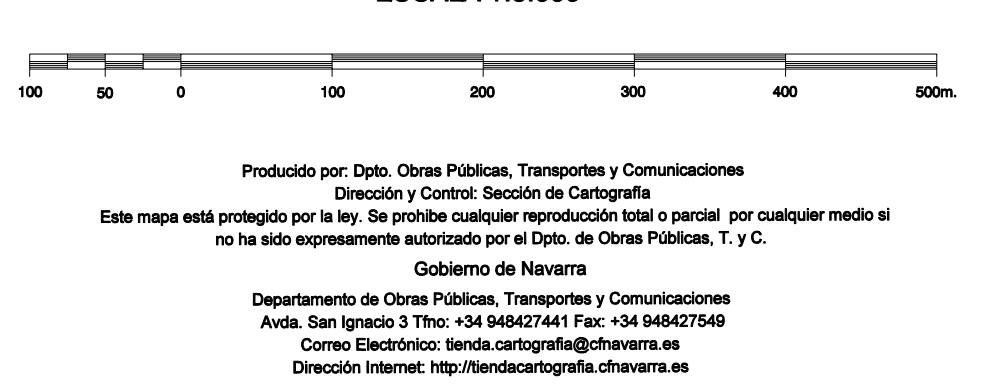 100 50 0 100 200 300 400 500m.
Producido por: Dpto. Obras Públicas, Transportes y Comunicaciones
Dirección y Control: Sección de Cartografía
Este mapa está protegido por la ley. Se prohibe cualquier reproducción total o parcial por cualquier medio si
no ha sido expresamente autorizado por el Dpto. de Obras Públicas, T. y C.
Gobierno de Navarra
Departamento de Obras Públicas, Transportes y Comunicaciones
Avda. San Ignacio 3 Tfno: +34 948427441 Fax: +34 948427549
Correo Electrónico: tienda.cartografia@cfnavarra.es
Dirección Internet: http://tiendacartografia.cfnavarra.es